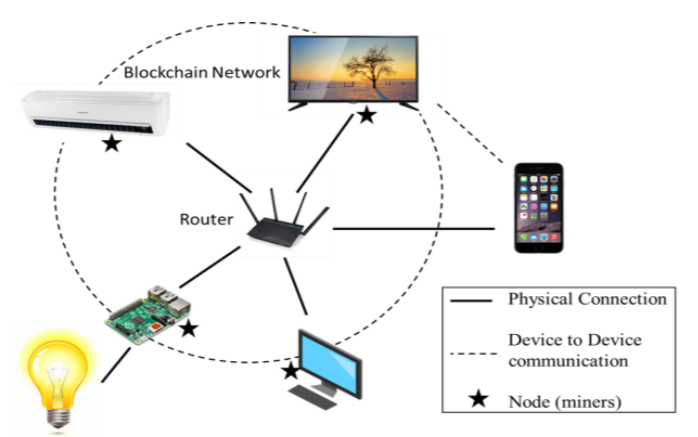 Blockchain Network
Router
Physical Connection
Device to Device
communication
Node (miners)